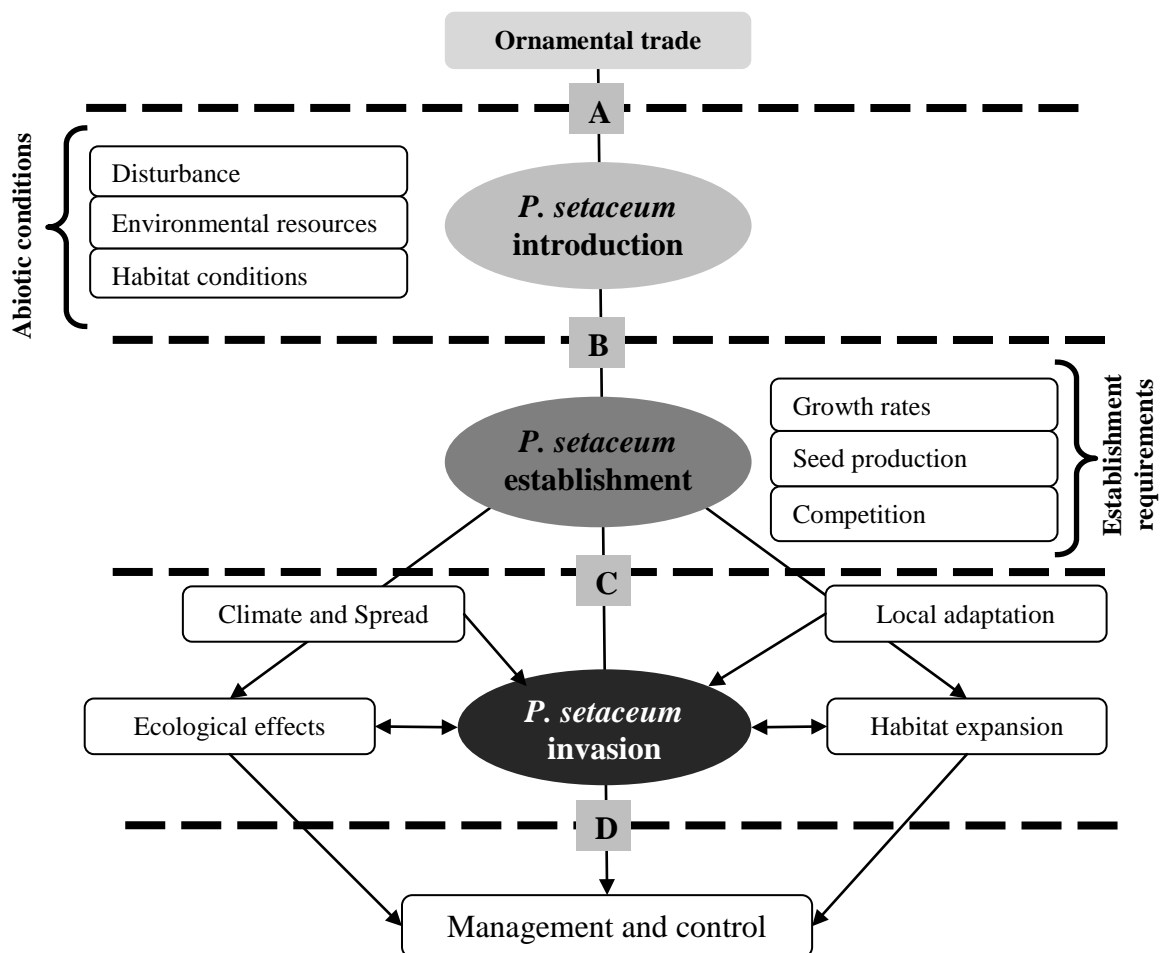 Ornamental trade
A
Abiotic conditions
Disturbance
Environmental resources
Habitat conditions
P. setaceum
introduction
B
P. setaceum
establishment
Growth rates
Seed production
Competition
Establishment
requirements
C
Climate and Spread
Local adaptation
Ecological effects
P. setaceum
invasion
Habitat expansion
D
Management and control